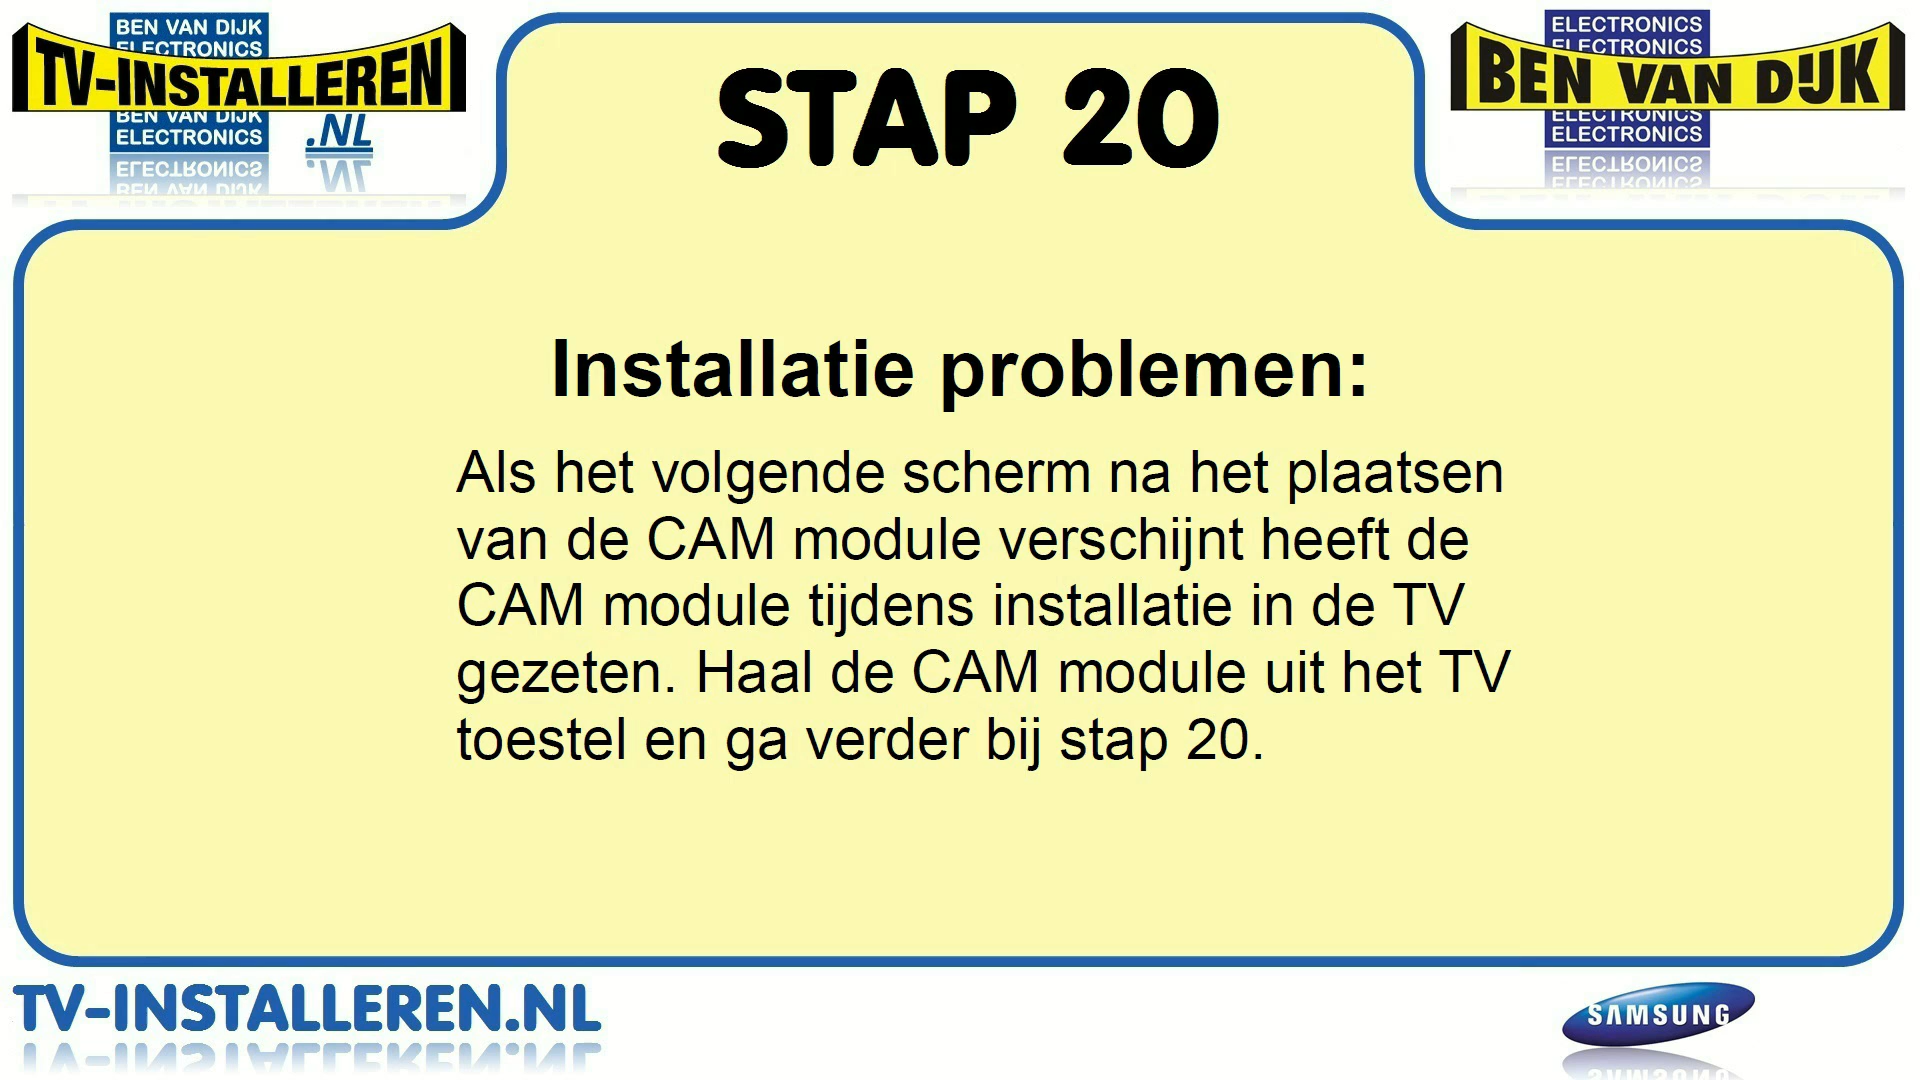 BEN VAN DIJK
ELECTRONICS
TV-INSTALLEREN
BEN VAN DIJK
ELECTRONICS
.NL
STAP 20
ELECTRONICS
ELECTRONICS
BEN VAN DIJK
ELECTRONICS
ELECTRONICS
Installatie problemen:
Als het volgende scherm na het plaatsen
van de CAM module verschijnt heeft de
CAM module tijdens installatie in de TV
gezeten. Haal de CAM module uit het TV
toestel en ga verder bij stap 20.
TV-INSTALLEREN.NL
SAMSUNG